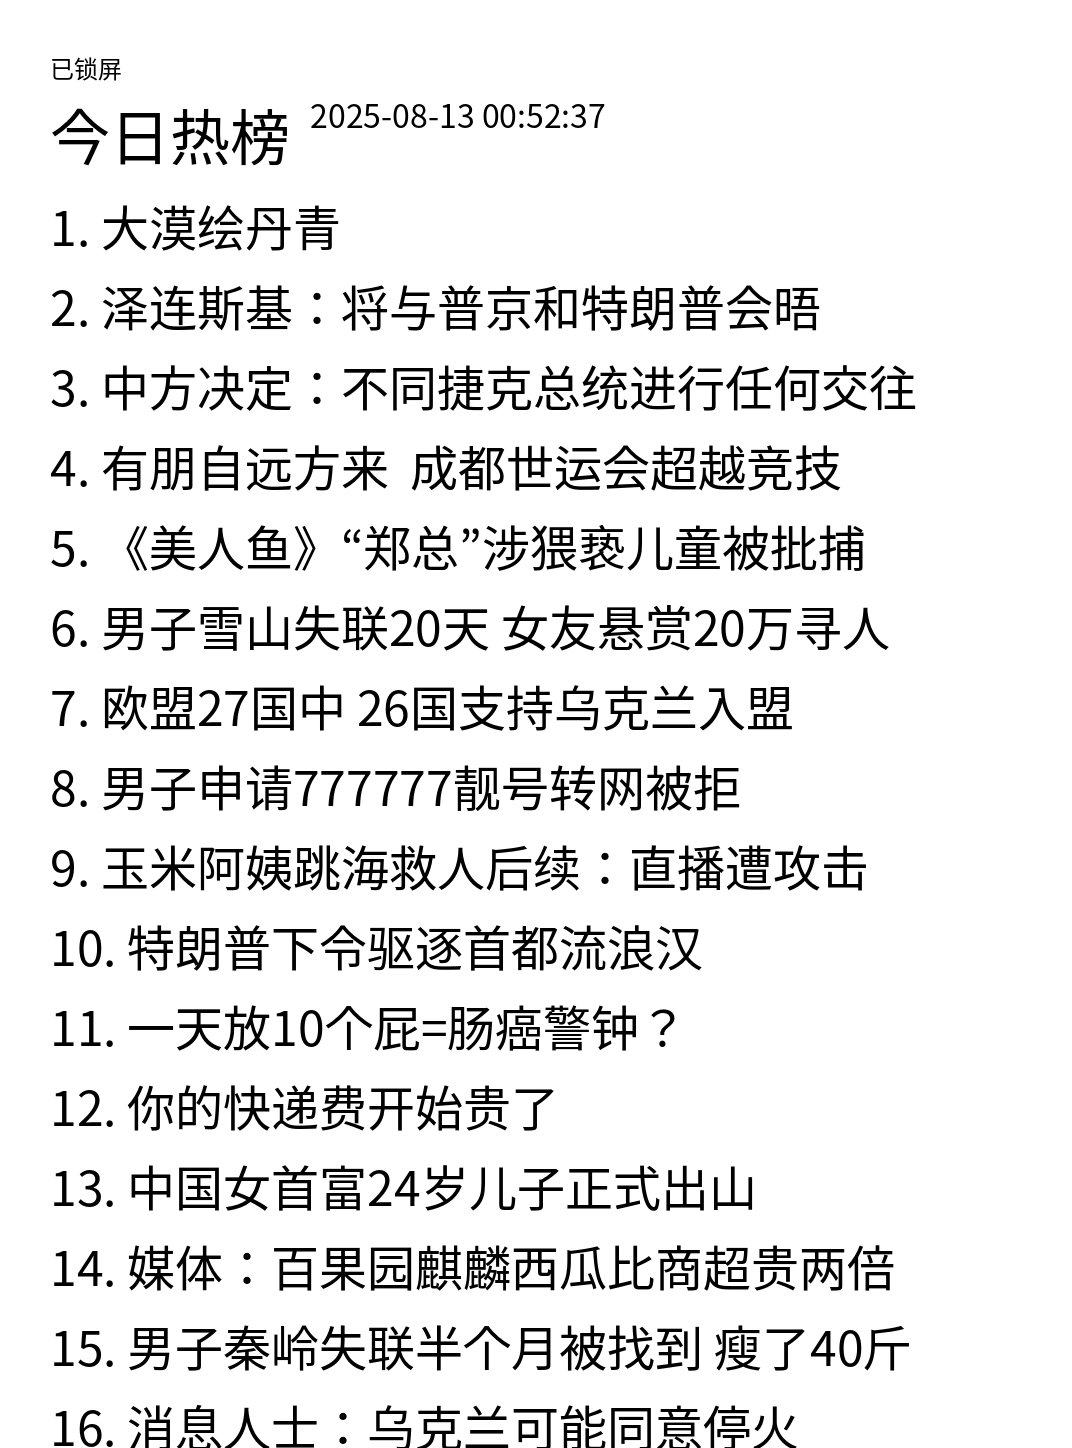 已锁屏
今日热榜 2025-08-13 00:52:37
1. 大漠绘丹青
2. 泽连斯基：将与普京和特朗普会晤
3. 中方决定：不同捷克总统进行任何交往
4. 有朋自远方来  成都世运会超越竞技
5. 《美人鱼》“郑总”涉猥亵儿童被批捕
6. 男子雪山失联20天 女友悬赏20万寻人
7. 欧盟27国中 26国支持乌克兰入盟
8. 男子申请777777靓号转网被拒
9. 玉米阿姨跳海救人后续：直播遭攻击
10. 特朗普下令驱逐首都流浪汉
11. 一天放10个屁=肠癌警钟？
12. 你的快递费开始贵了
13. 中国女首富24岁儿子正式出山
14. 媒体：百果园麒麟西瓜比商超贵两倍
15. 男子秦岭失联半个月被找到 瘦了40斤
16. 消息人士：乌克兰可能同意停火